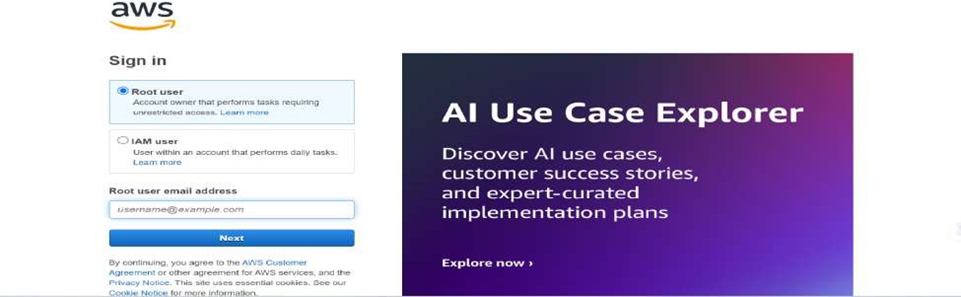 aws
Sign in
Root user
Account owner that performs tasks requiring
unrestricted access. Learn more
IAM user
User within an account that performs daily tasks.
Learn more
Root user email address
username@example.com
Next
By continuing, you agree to the AWS Customer
Agreement or other agreement for AWS services, and the
Privacy Notice. This site uses essential cookies. See our
Cookie Notice for more information.
AI Use Case Explorer
Discover AI use cases,
customer success stories,
and expert-curated
implementation plans
Explore now ›